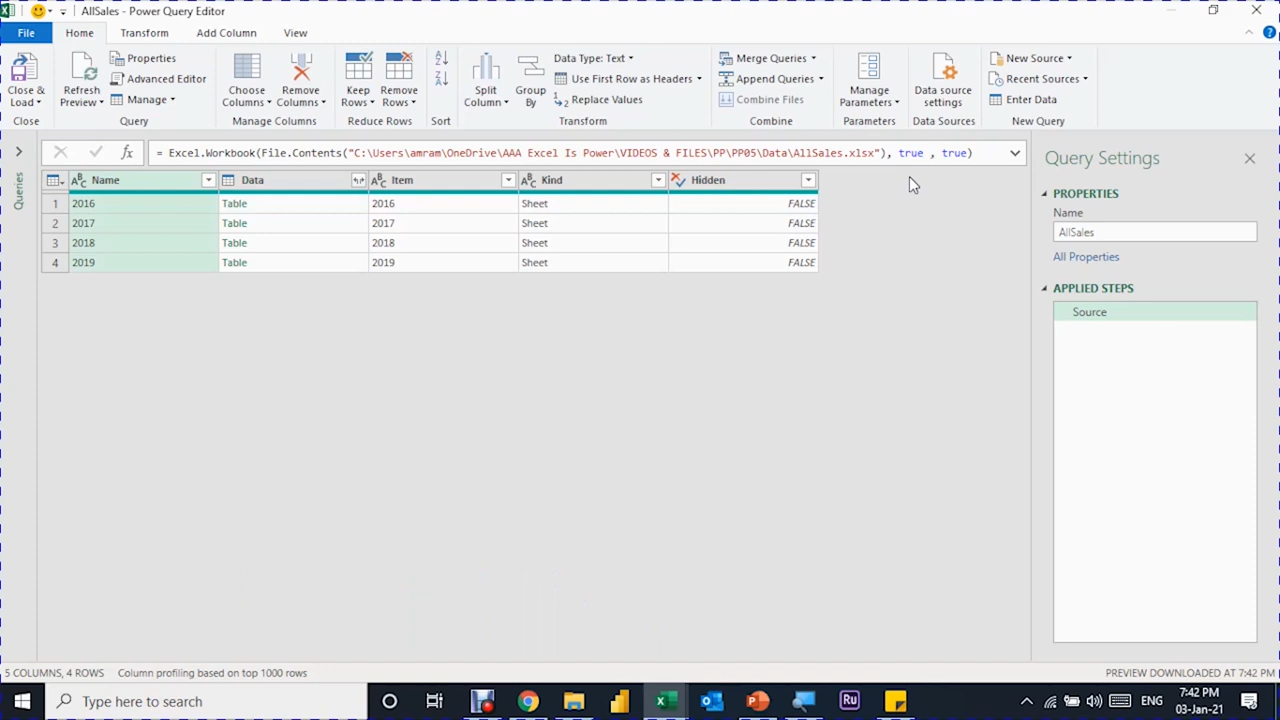 AllSales - Power Query Editor
File Home Transform Add Column View
Close & Load
Close
Refresh Preview
Properties
Advanced Editor
Manage
Query
Choose Columns
Remove Columns
Manage Columns
Keep Rows
Remove Rows
Reduce Rows
Sort
Split Column
Group By
Data Type: Text
Use First Row as Headers
Replace Values
Transform
Merge Queries
Append Queries
Combine Files
Combine
Manage Parameters
Parameters
Data source settings
Data Sources
New Source
Recent Sources
Enter Data
New Query
Queries
= Excel.Workbook(File.Contents("C:\Users\amram\OneDrive\AAA Excel Is Power\VIDEOS & FILES\PP\PP05\Data\AllSales.xlsx"), true , true)
Name Data Item Kind Hidden
1 2016 Table 2016 Sheet FALSE
2 2017 Table 2017 Sheet FALSE
3 2018 Table 2018 Sheet FALSE
4 2019 Table 2019 Sheet FALSE
Query Settings
PROPERTIES
Name
AllSales
All Properties
APPLIED STEPS
Source
5 COLUMNS, 4 ROWS Column profiling based on top 1000 rows
PREVIEW DOWNLOADED AT 7:42 PM
Type here to search
Ru
ENG
7:42 PM
03-Jan-21